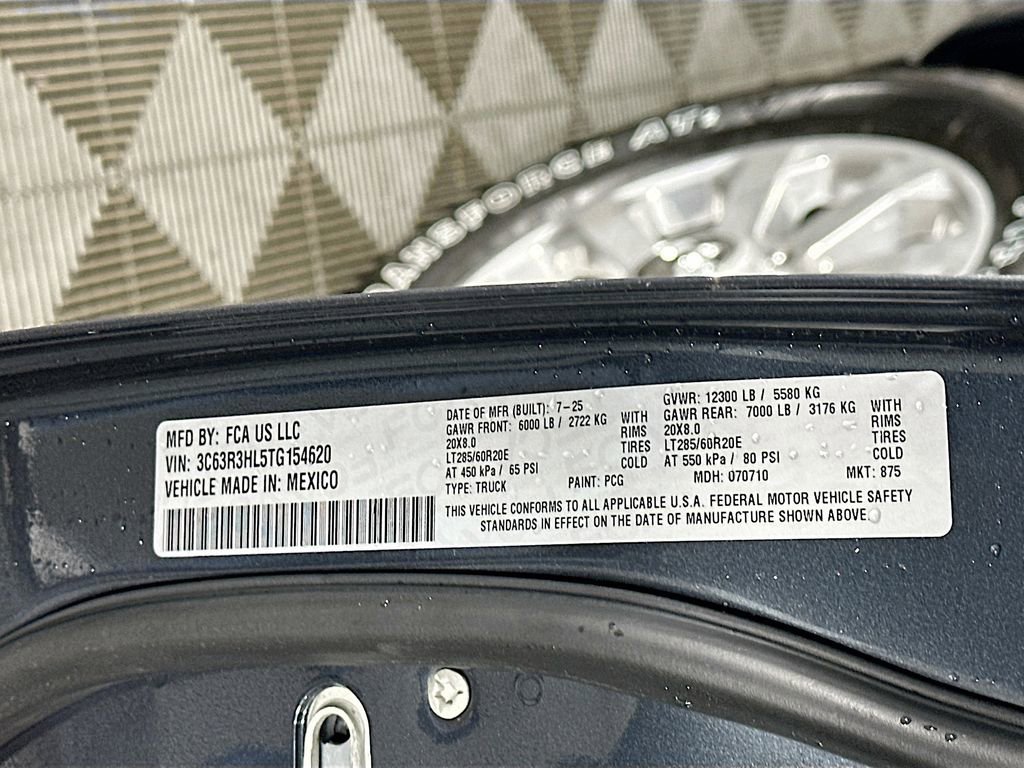 TRANSFORCE AT2
MFD BY: FCA US LLC
VIN: 3C63R3HL5TG154620
VEHICLE MADE IN: MEXICO
DATE OF MFR (BUILT): 7-25
GAWR FRONT: 6000 LB / 2722 KG
20X8.0
LT285/60R20E
AT 450 kPa / 65 PSI
WITH
RIMS
TIRES
COLD
TYPE: TRUCK
PAINT: PCG
GVWR: 12300 LB / 5580 KG
GAWR REAR: 7000 LB / 3176 KG
20X8.0
LT285/60R20E
AT 550 kPa / 80 PSI
WITH
RIMS
TIRES
COLD
MDH: 070710
MKT: 875
THIS VEHICLE CONFORMS TO ALL APPLICABLE U.S.A. FEDERAL MOTOR VEHICLE SAFETY
STANDARDS IN EFFECT ON THE DATE OF MANUFACTURE SHOWN ABOVE